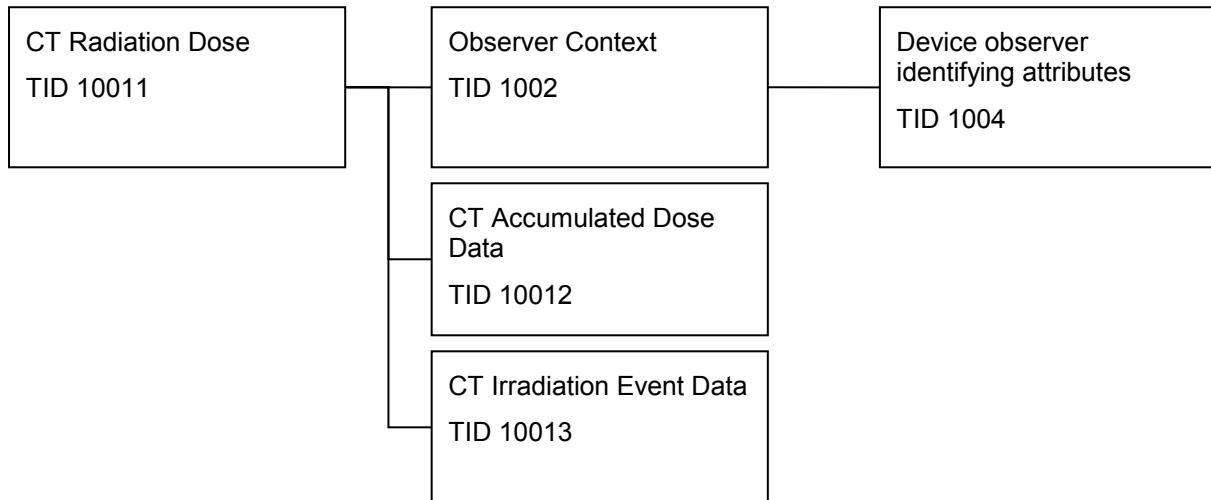 CT Radiation Dose
TID 10011
Observer Context
TID 1002
Device observer
identifying attributes
TID 1004
CT Accumulated Dose
Data
TID 10012
CT Irradiation Event Data
TID 10013